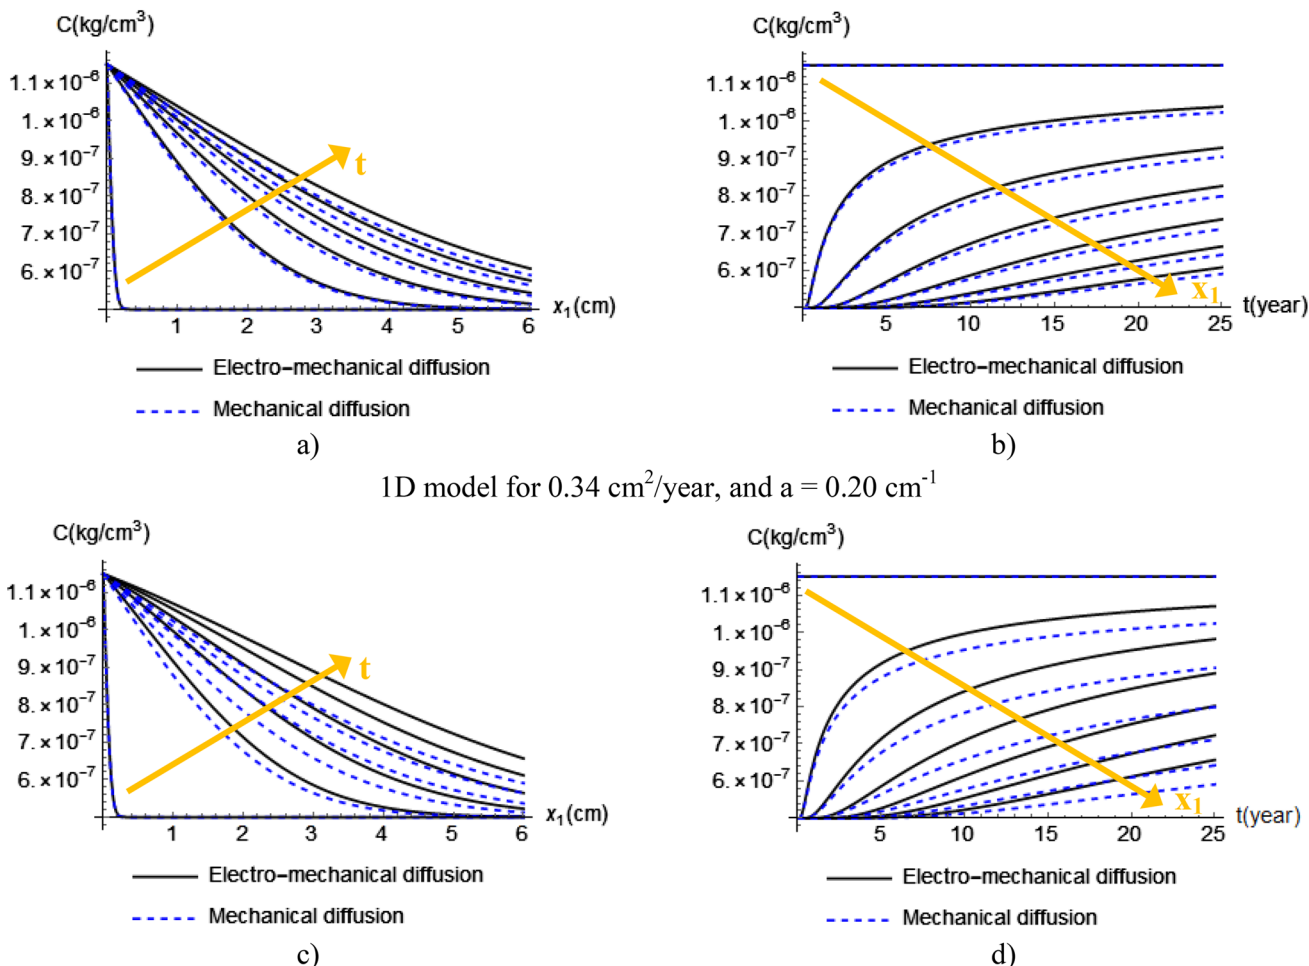 C(kg/cm³)
1.1 × 10⁻⁶
1. × 10⁻⁶
9. × 10⁻⁷
8. × 10⁻⁷
7. × 10⁻⁷
6. × 10⁻⁷
t
1 2 3 4 5 6 x₁(cm)
Electro-mechanical diffusion
Mechanical diffusion
a)
C(kg/cm³)
1.1 × 10⁻⁶
1. × 10⁻⁶
9. × 10⁻⁷
8. × 10⁻⁷
7. × 10⁻⁷
6. × 10⁻⁷
x₁
5 10 15 20 25 t(year)
Electro-mechanical diffusion
Mechanical diffusion
b)
1D model for 0.34 cm²/year, and a = 0.20 cm⁻¹
C(kg/cm³)
1.1 × 10⁻⁶
1. × 10⁻⁶
9. × 10⁻⁷
8. × 10⁻⁷
7. × 10⁻⁷
6. × 10⁻⁷
t
1 2 3 4 5 6 x₁(cm)
Electro-mechanical diffusion
Mechanical diffusion
c)
C(kg/cm³)
1.1 × 10⁻⁶
1. × 10⁻⁶
9. × 10⁻⁷
8. × 10⁻⁷
7. × 10⁻⁷
6. × 10⁻⁷
x₁
5 10 15 20 25 t(year)
Electro-mechanical diffusion
Mechanical diffusion
d)